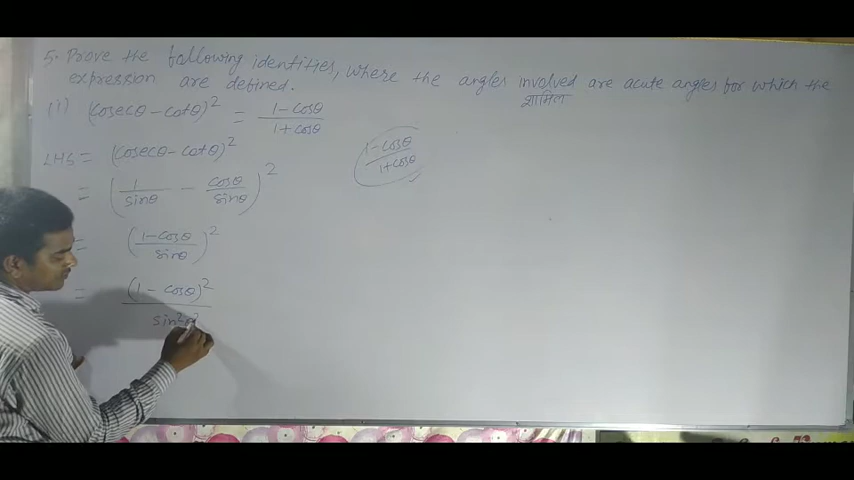 5. Prove the following identities, where the angles involved are acute angles for which the
शामिल
expression are defined.
(i) (cosecθ - cotθ)² = (1-cosθ)/(1+cosθ)
LHS = (cosecθ - cotθ)²
(1-cosθ)/(1+cosθ)
= (1/sinθ - cosθ/sinθ)²
= ((1-cosθ)/sinθ)²
= (1 - cosθ)²/sin²θ